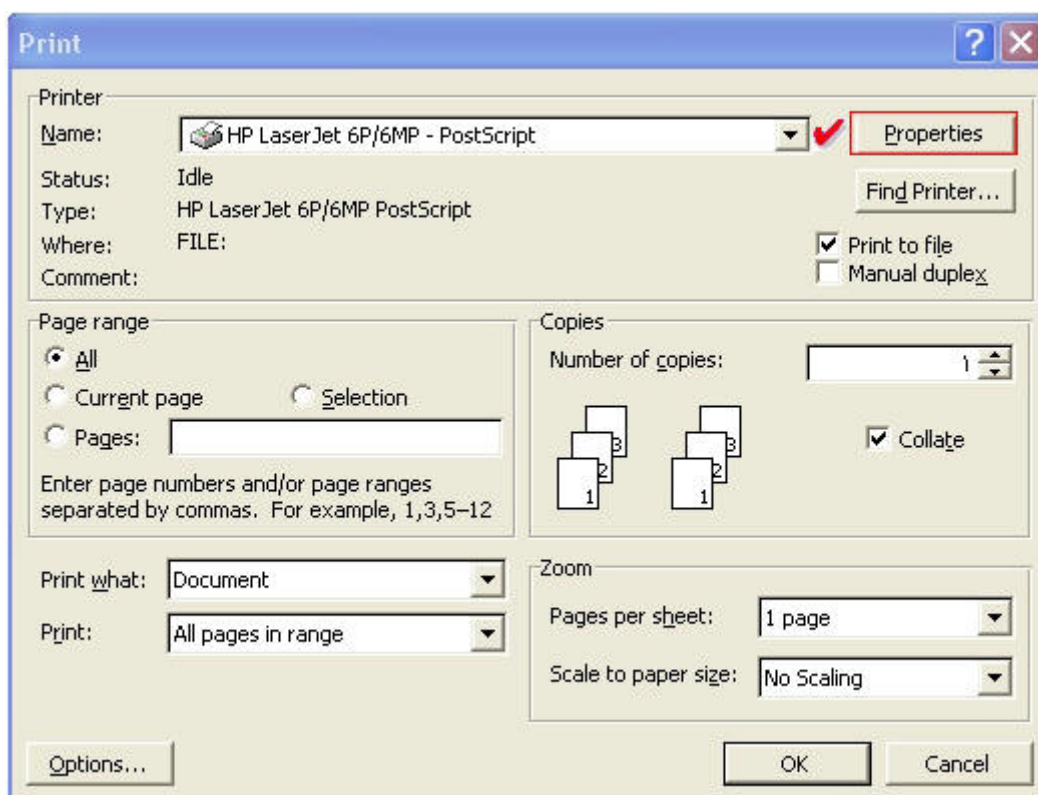 Print
Printer
Name: HP LaserJet 6P/6MP - PostScript Properties
Status: Idle Find Printer...
Type: HP LaserJet 6P/6MP PostScript
Where: FILE: Print to file
Comment: Manual duplex
Page range
All
Current page Selection
Pages:
Enter page numbers and/or page ranges
separated by commas. For example, 1,3,5–12
Copies
Number of copies: ١
1 2 3 1 2 3 Collate
Print what: Document
Print: All pages in range
Zoom
Pages per sheet: 1 page
Scale to paper size: No Scaling
Options... OK Cancel